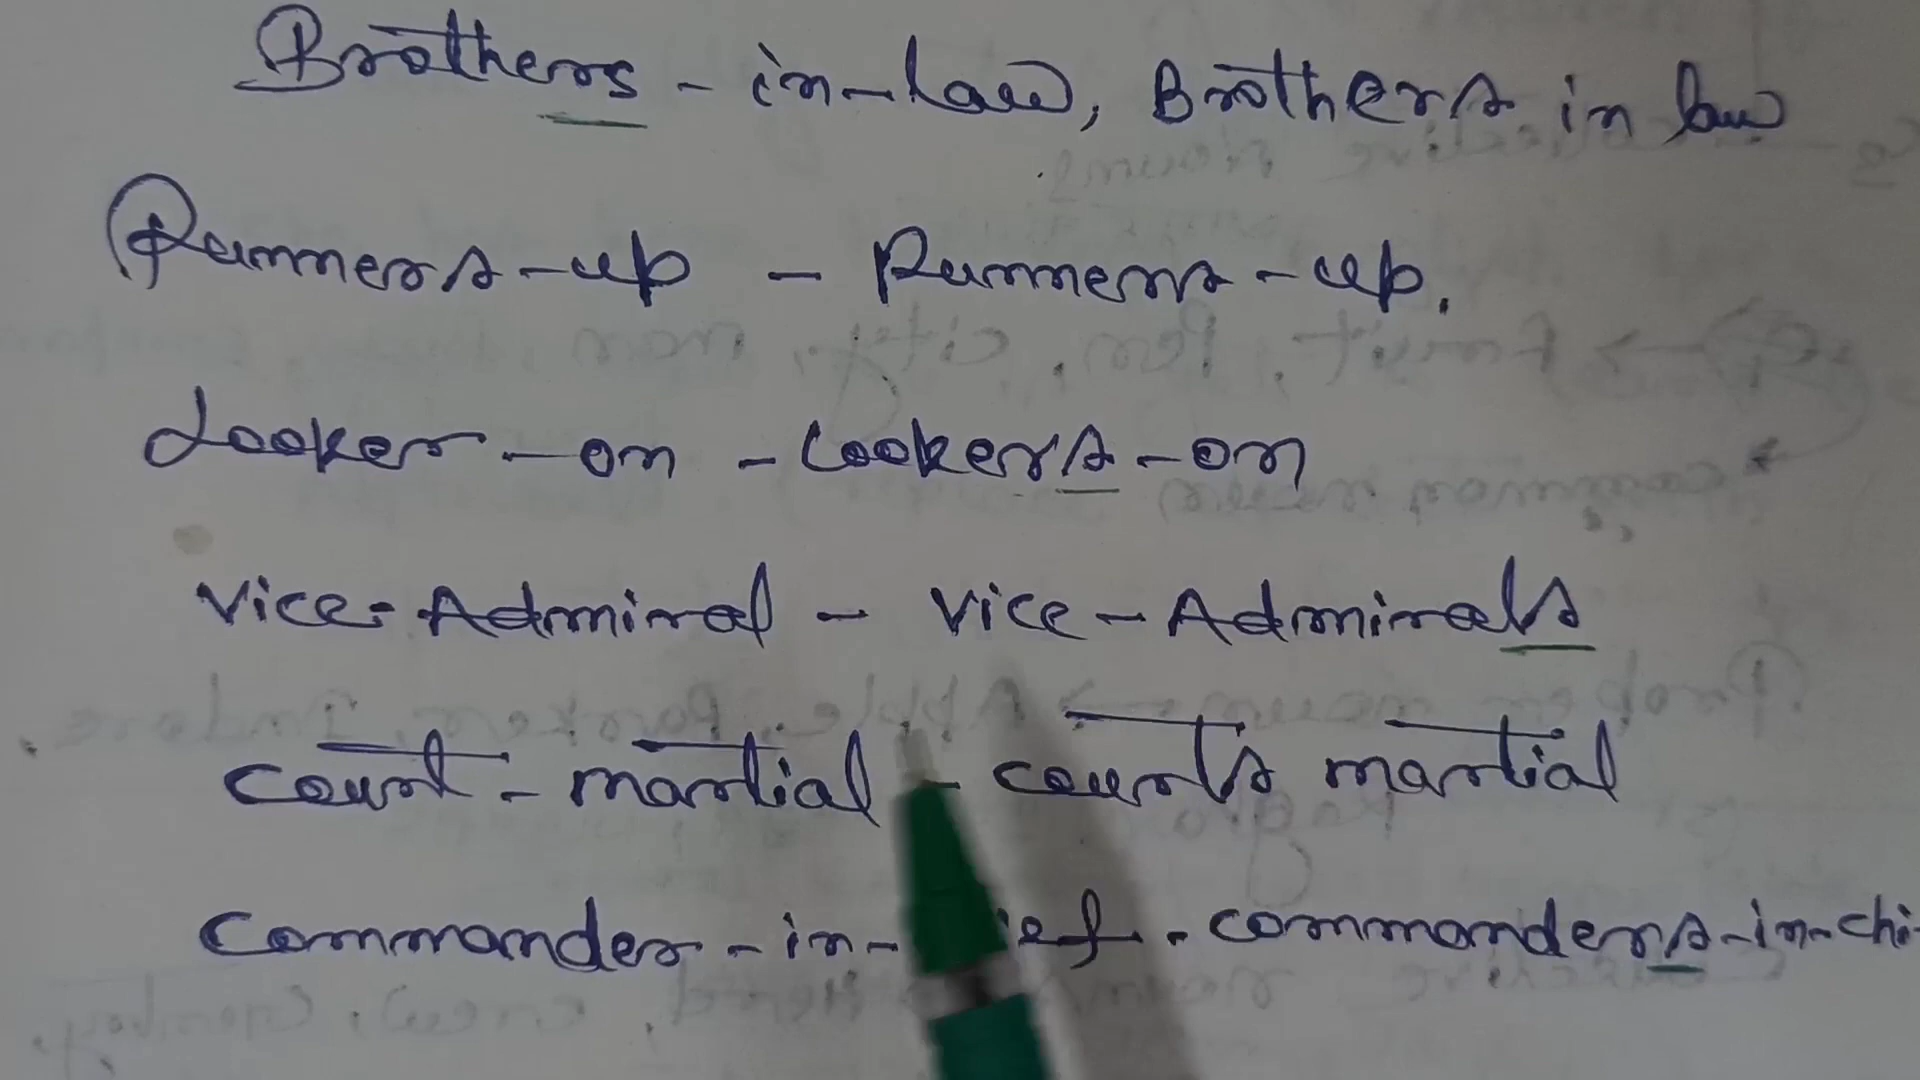 Brothers-in-law, Brothers in law
Runners-up - Runners-up.
Looker-on - Lookers-on
Vice-Admiral - Vice-Admirals
Court-martial - courts martial
Commander-in- ief - commanders-in-chi